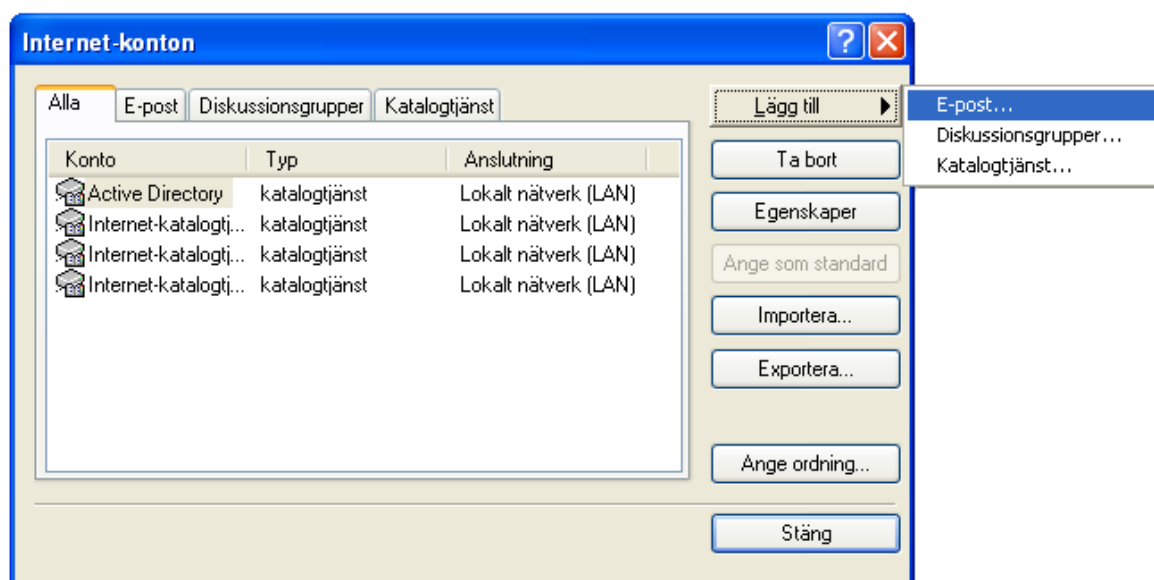 Internet-konton
Alla E-post Diskussionsgrupper Katalogtjänst
Konto Typ Anslutning
Active Directory katalogtjänst Lokalt nätverk (LAN)
Internet-katalogtj... katalogtjänst Lokalt nätverk (LAN)
Internet-katalogtj... katalogtjänst Lokalt nätverk (LAN)
Internet-katalogtj... katalogtjänst Lokalt nätverk (LAN)
Lägg till
Ta bort
Egenskaper
Ange som standard
Importera...
Exportera...
Ange ordning...
Stäng
E-post...
Diskussionsgrupper...
Katalogtjänst...